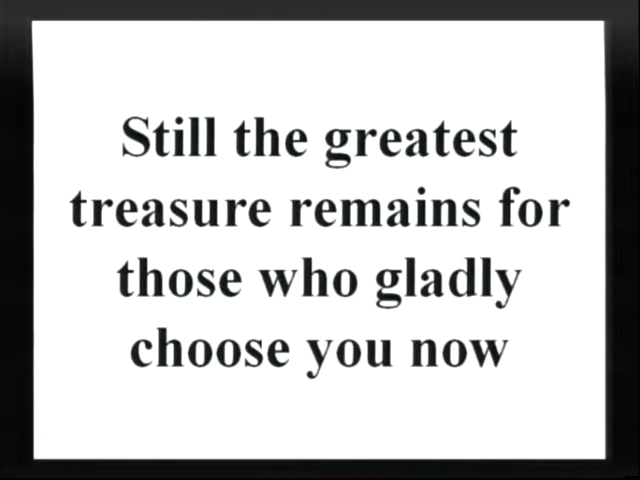 Still the greatest
treasure remains for
those who gladly
choose you now